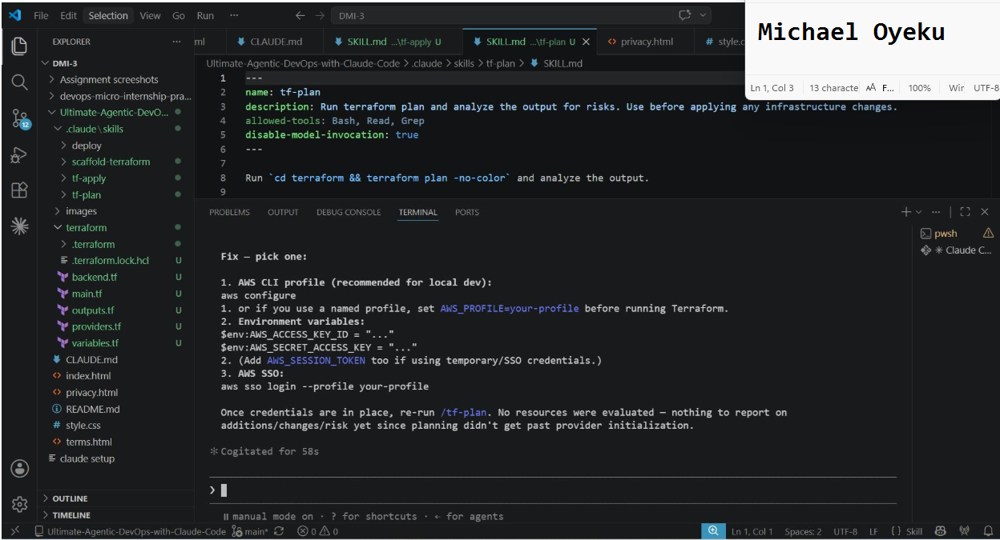 File Edit Selection View Go Run ··· DMI-3
Michael Oyeku
Ln 1, Col 3 13 characte F... 100% Wir UTF-8
EXPLORER ···
DMI-3
Assignment screeshots
devops-micro-internship-pra...
Ultimate-Agentic-DevO...
.claude\skills
deploy
scaffold-terraform
tf-apply
tf-plan
images
terraform
.terraform
.terraform.lock.hcl U
backend.tf U
main.tf U
outputs.tf U
providers.tf U
variables.tf U
CLAUDE.md
index.html
privacy.html
README.md
style.css
terms.html
claude setup
OUTLINE
TIMELINE
12
ml CLAUDE.md SKILL.md ...\tf-apply U SKILL.md ...\tf-plan U privacy.html # style.c
Ultimate-Agentic-DevOps-with-Claude-Code > .claude > skills > tf-plan > SKILL.md
1 ---
2 name: tf-plan
3 description: Run terraform plan and analyze the output for risks. Use before applying any infrastructure changes.
4 allowed-tools: Bash, Read, Grep
5 disable-model-invocation: true
6 ---
7
8 Run `cd terraform && terraform plan -no-color` and analyze the output.
9
PROBLEMS OUTPUT DEBUG CONSOLE TERMINAL PORTS
pwsh
Claude C...
Fix — pick one:
1. AWS CLI profile (recommended for local dev):
aws configure
1. or if you use a named profile, set AWS_PROFILE=your-profile before running Terraform.
2. Environment variables:
$env:AWS_ACCESS_KEY_ID = "..."
$env:AWS_SECRET_ACCESS_KEY = "..."
2. (Add AWS_SESSION_TOKEN too if using temporary/SSO credentials.)
3. AWS SSO:
aws sso login --profile your-profile
Once credentials are in place, re-run /tf-plan. No resources were evaluated — nothing to report on
additions/changes/risk yet since planning didn't get past provider initialization.
✻ Cogitated for 58s
❯
⏸ manual mode on · ? for shortcuts · ← for agents
Ultimate-Agentic-DevOps-with-Claude-Code main* 0 0 Ln 1, Col 1 Spaces: 2 UTF-8 LF { } Skill